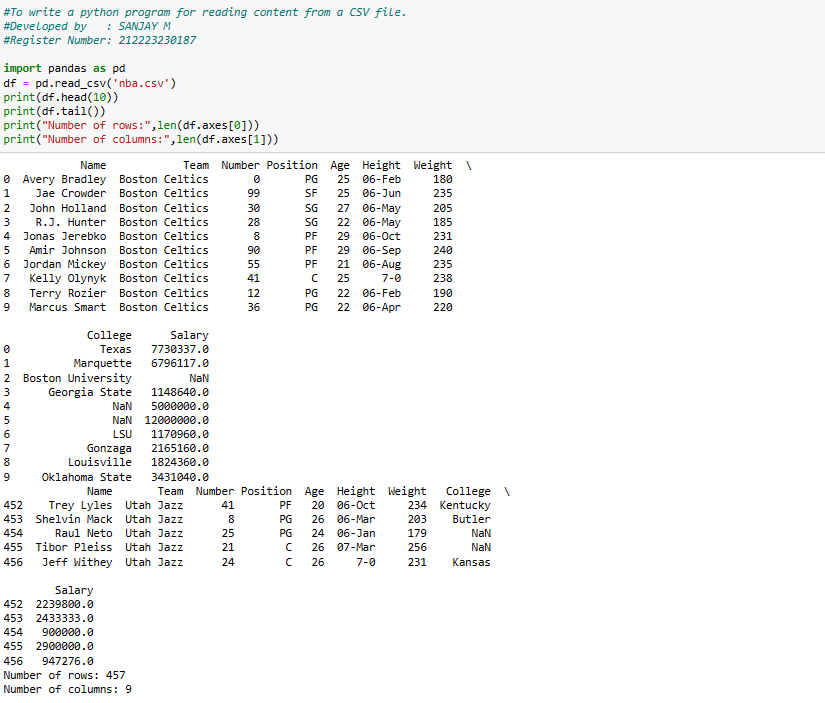 #To write a python program for reading content from a CSV file.
#Developed by   : SANJAY M
#Register Number: 212223230187
import pandas as pd
df = pd.read_csv('nba.csv')
print(df.head(10))
print(df.tail())
print("Number of rows:",len(df.axes[0]))
print("Number of columns:",len(df.axes[1]))
            Name            Team  Number Position  Age  Height  Weight  \
0  Avery Bradley  Boston Celtics       0       PG   25  06-Feb     180
1    Jae Crowder  Boston Celtics      99       SF   25  06-Jun     235
2   John Holland  Boston Celtics      30       SG   27  06-May     205
3    R.J. Hunter  Boston Celtics      28       SG   22  06-May     185
4  Jonas Jerebko  Boston Celtics       8       PF   29  06-Oct     231
5   Amir Johnson  Boston Celtics      90       PF   29  06-Sep     240
6  Jordan Mickey  Boston Celtics      55       PF   21  06-Aug     235
7   Kelly Olynyk  Boston Celtics      41        C   25     7-0     238
8   Terry Rozier  Boston Celtics      12       PG   22  06-Feb     190
9   Marcus Smart  Boston Celtics      36       PG   22  06-Apr     220
             College      Salary
0              Texas   7730337.0
1          Marquette   6796117.0
2  Boston University         NaN
3      Georgia State   1148640.0
4                NaN   5000000.0
5                NaN  12000000.0
6                LSU   1170960.0
7            Gonzaga   2165160.0
8         Louisville   1824360.0
9     Oklahoma State   3431040.0
             Name       Team  Number Position  Age  Height  Weight   College  \
452    Trey Lyles  Utah Jazz      41       PF   20  06-Oct     234  Kentucky
453  Shelvin Mack  Utah Jazz       8       PG   26  06-Mar     203    Butler
454     Raul Neto  Utah Jazz      25       PG   24  06-Jan     179       NaN
455  Tibor Pleiss  Utah Jazz      21        C   26  07-Mar     256       NaN
456   Jeff Withey  Utah Jazz      24        C   26     7-0     231    Kansas
        Salary
452  2239800.0
453  2433333.0
454   900000.0
455  2900000.0
456   947276.0
Number of rows: 457
Number of columns: 9